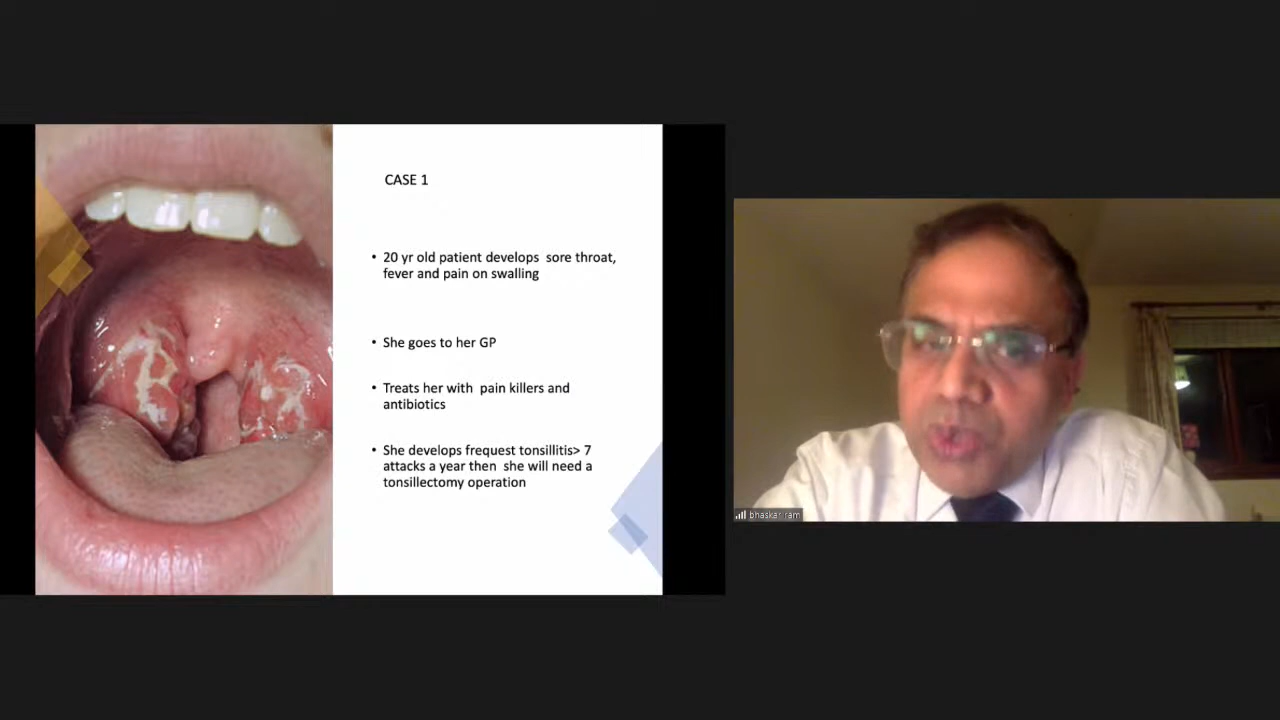 CASE 1
• 20 yr old patient develops sore throat,
fever and pain on swalling
• She goes to her GP
• Treats her with pain killers and
antibiotics
• She develops frequest tonsillitis> 7
attacks a year then she will need a
tonsillectomy operation
bhaskar ram